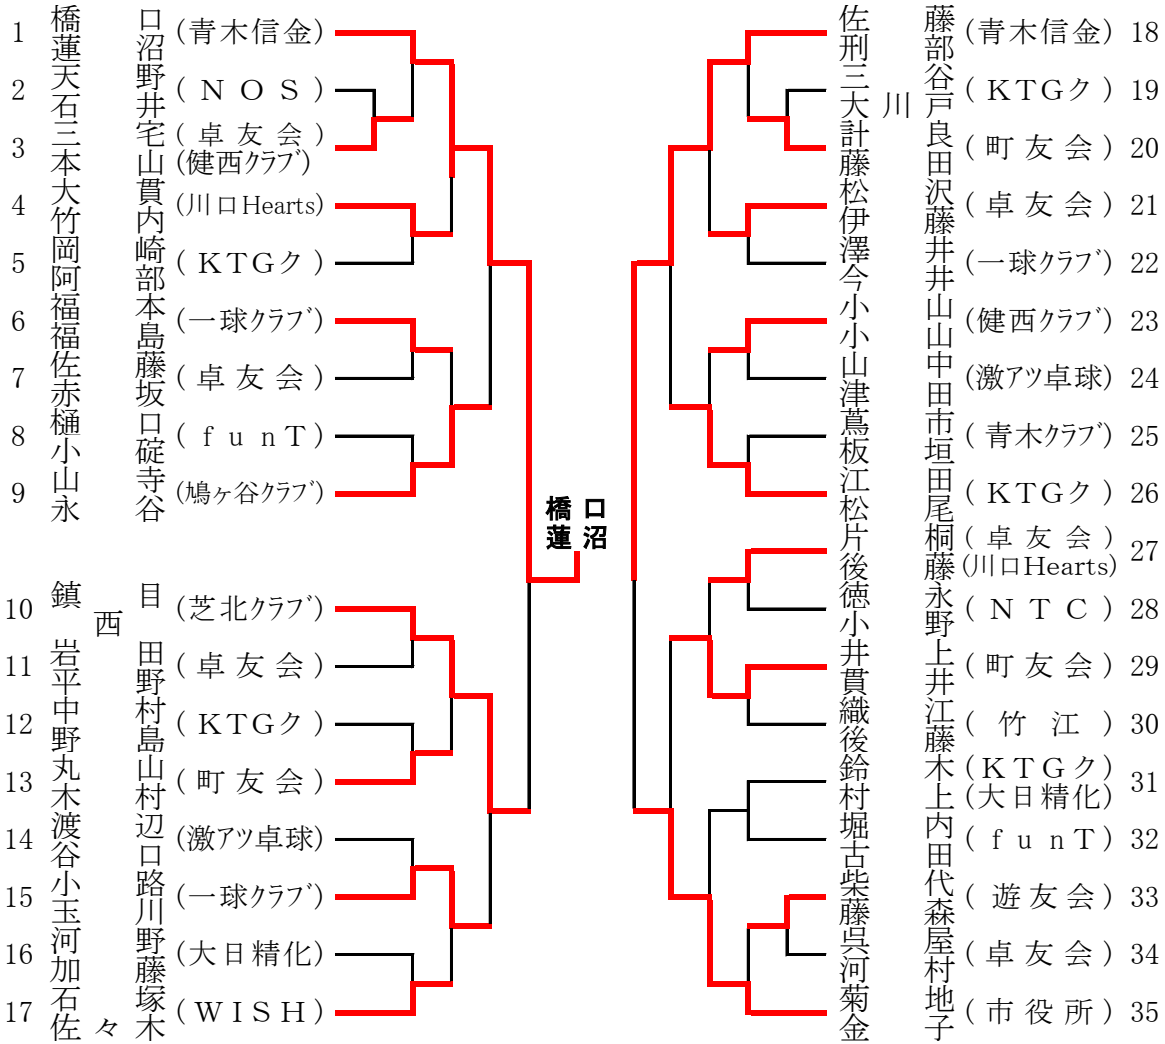 1 橋口 (青木信金)
蓮沼
2 天野 (ＮＯＳ)
石井
3 三宅 (卓友会)
本山 (健西ｸﾗﾌﾞ)
4 大貫 (川口Hearts)
竹内
5 岡崎 (ＫＴＧク)
阿部
6 福本 (一球ｸﾗﾌﾞ)
福島
7 佐藤 (卓友会)
赤坂
8 樋口 (ｆｕｎＴ)
小碇
9 山寺 (鳩ヶ谷ｸﾗﾌﾞ)
永谷
10 鎮目 (芝北ｸﾗﾌﾞ)
西
11 岩田 (卓友会)
平野
12 中村 (ＫＴＧク)
野島
13 丸山 (町友会)
木村
14 渡辺 (激ｱﾂ卓球)
谷口
15 小路 (一球ｸﾗﾌﾞ)
玉川
16 河野 (大日精化)
加藤
17 石塚 (ＷＩＳＨ)
佐々木
橋口
蓮沼
佐藤 (青木信金) 18
刑部
三谷 (ＫＴＧク) 19
大川戸
計良 (町友会) 20
藤田
松沢 (卓友会) 21
伊藤
澤井 (一球ｸﾗﾌﾞ) 22
今井
小山 (健西ｸﾗﾌﾞ) 23
小山
山中 (激ｱﾂ卓球) 24
津田
蔦市 (青木ｸﾗﾌﾞ) 25
板垣
江田 (ＫＴＧク) 26
松尾
片桐 (卓友会) 27
後藤 (川口Hearts)
徳永 (ＮＴＣ) 28
小野
井上 (町友会) 29
貫井
織江 (竹江) 30
後藤
鈴木 (ＫＴＧク) 31
村上 (大日精化)
堀内 (ｆｕｎＴ) 32
古田
柴代 (遊友会) 33
藤森
呉屋 (卓友会) 34
河村
菊地 (市役所) 35
金子